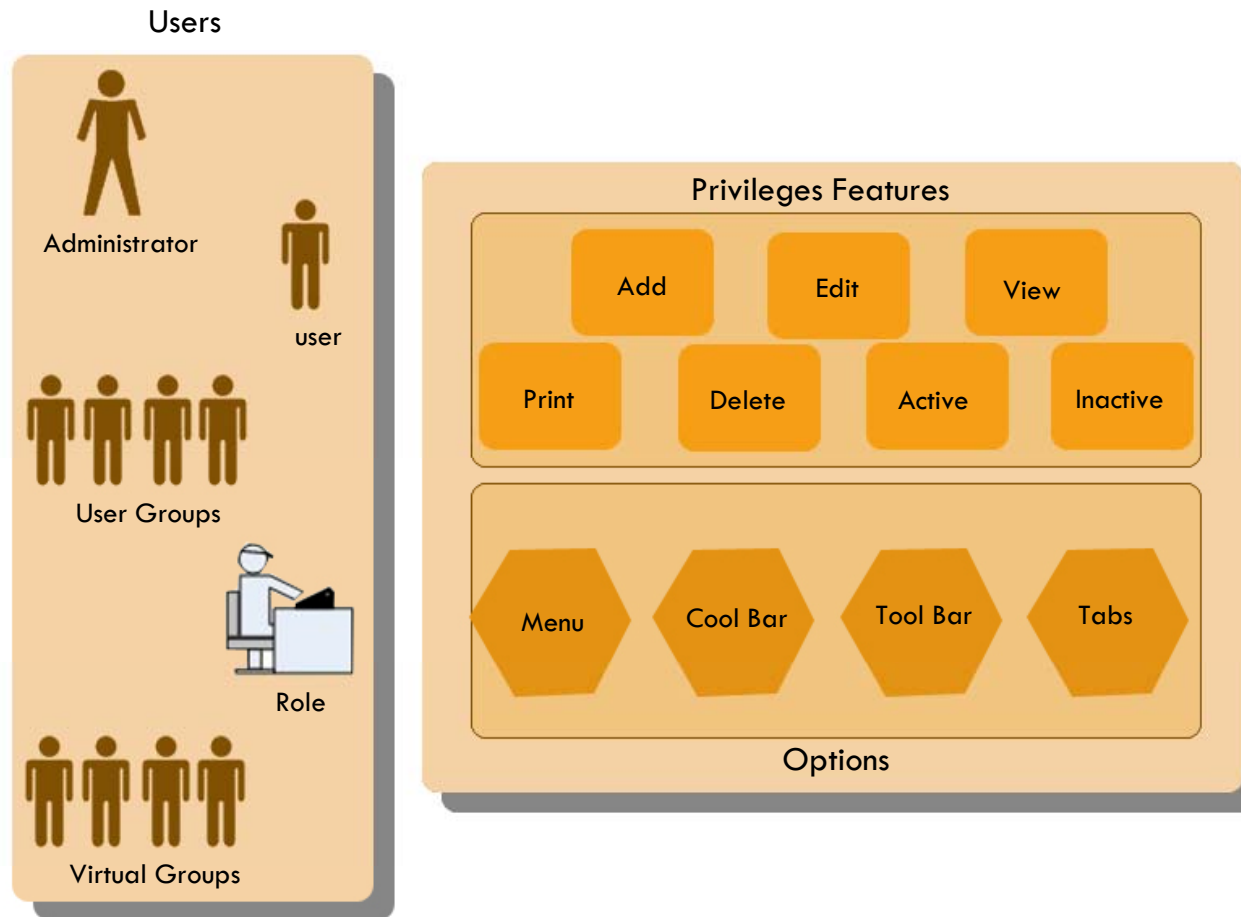 Users
Administrator
user
User Groups
Role
Virtual Groups
Privileges Features
Add
Edit
View
Print
Delete
Active
Inactive
Menu
Cool Bar
Tool Bar
Tabs
Options